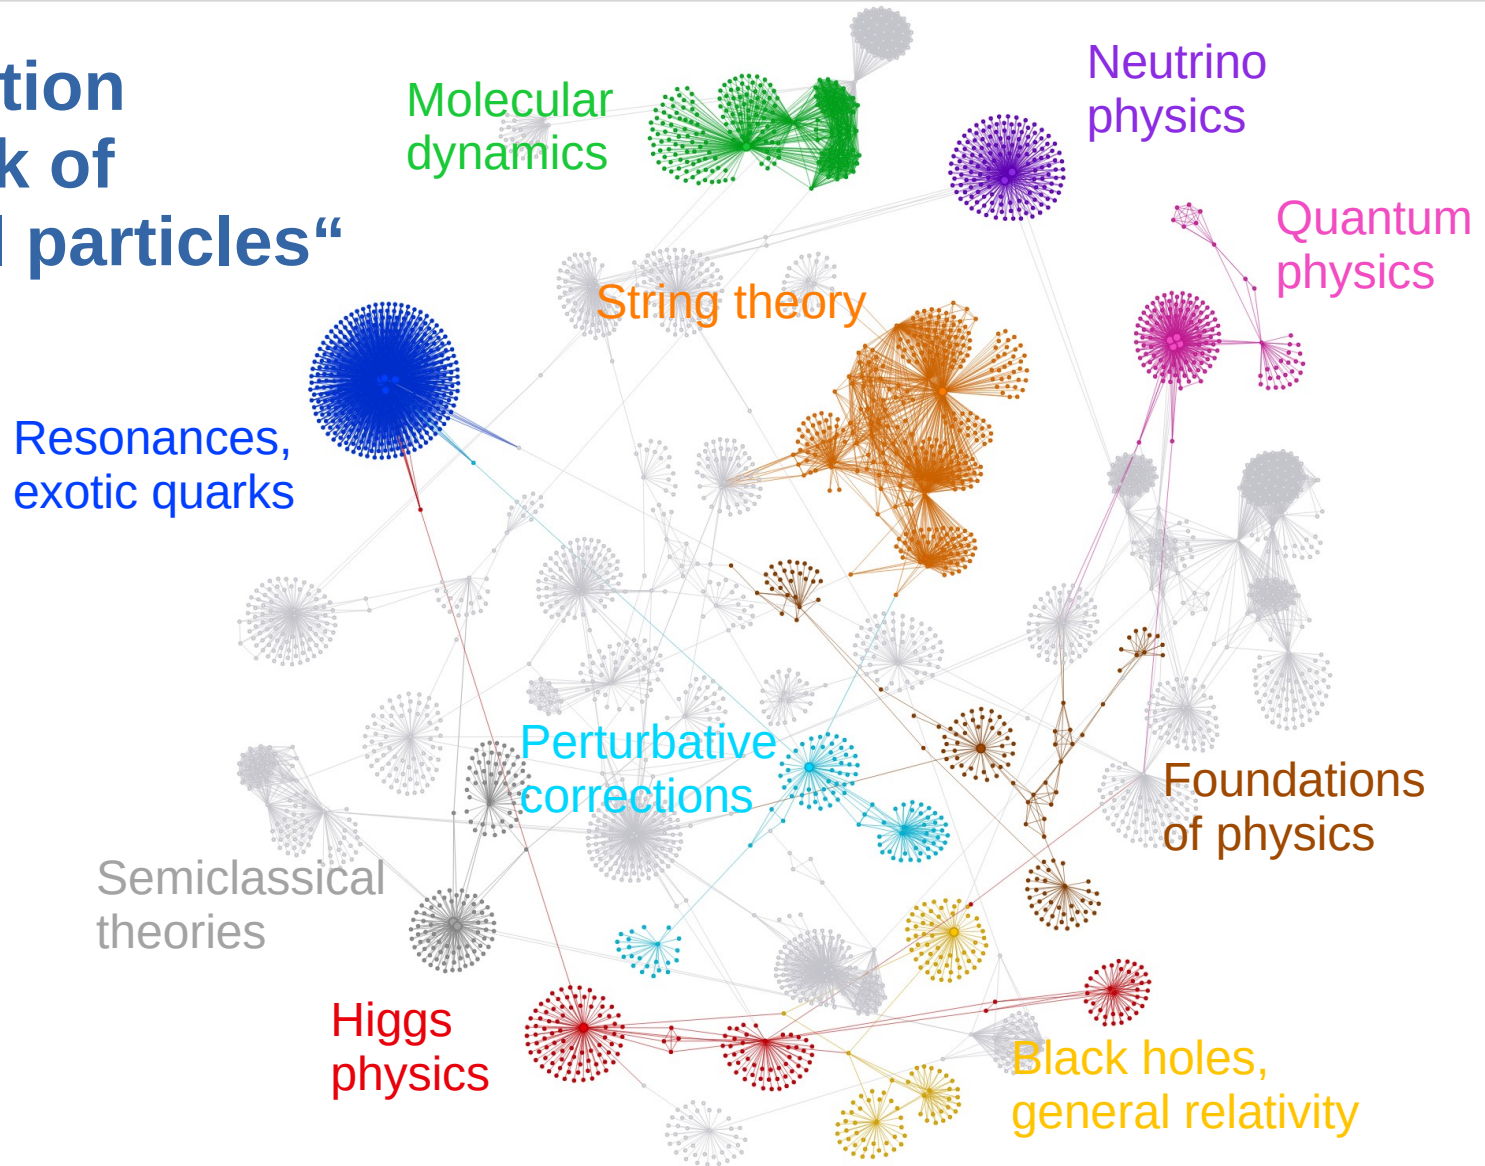 tion
k of
particles“
Molecular
dynamics
Neutrino
physics
Quantum
physics
String theory
Resonances,
exotic quarks
Perturbative
corrections
Foundations
of physics
Semiclassical
theories
Higgs
physics
Black holes,
general relativity